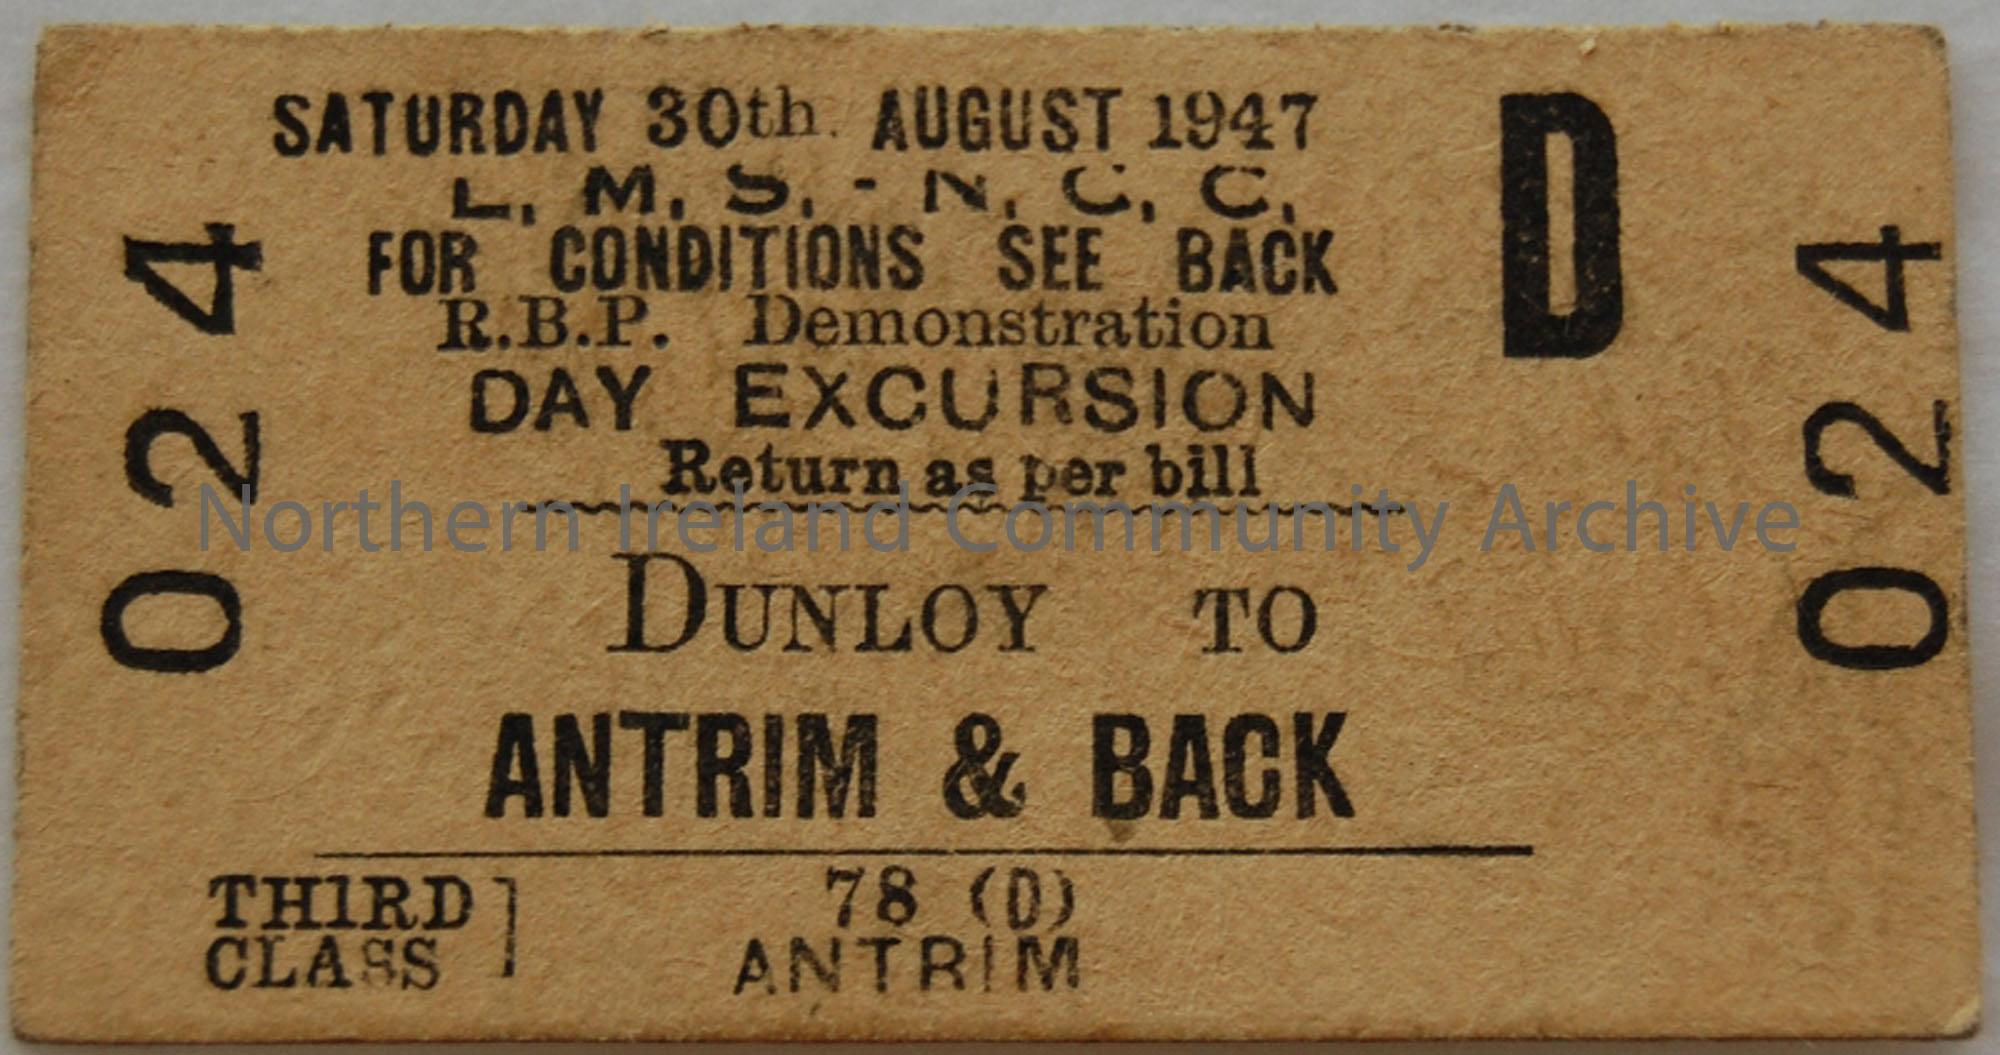 SATURDAY 30th. AUGUST 1947
L. M. S. - N. C. C.
FOR CONDITIONS SEE BACK
R.B.P. Demonstration
DAY EXCURSION
Return as per bill
DUNLOY TO
ANTRIM & BACK
THIRD CLASS]
78 (D)
ANTRIM
D
024
024
Northern Ireland Community Archive